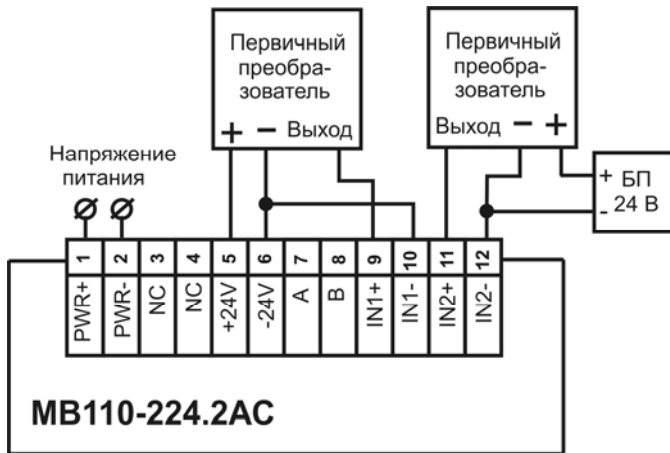 Первичный
преобра-
зователь
+ − Выход
Первичный
преобра-
зователь
Выход − +
Напряжение
питания
+ БП
- 24 В
1 2 3 4 5 6 7 8 9 10 11 12
PWR+ PWR- NC NC +24V -24V A B IN1+ IN1- IN2+ IN2-
МВ110-224.2АС